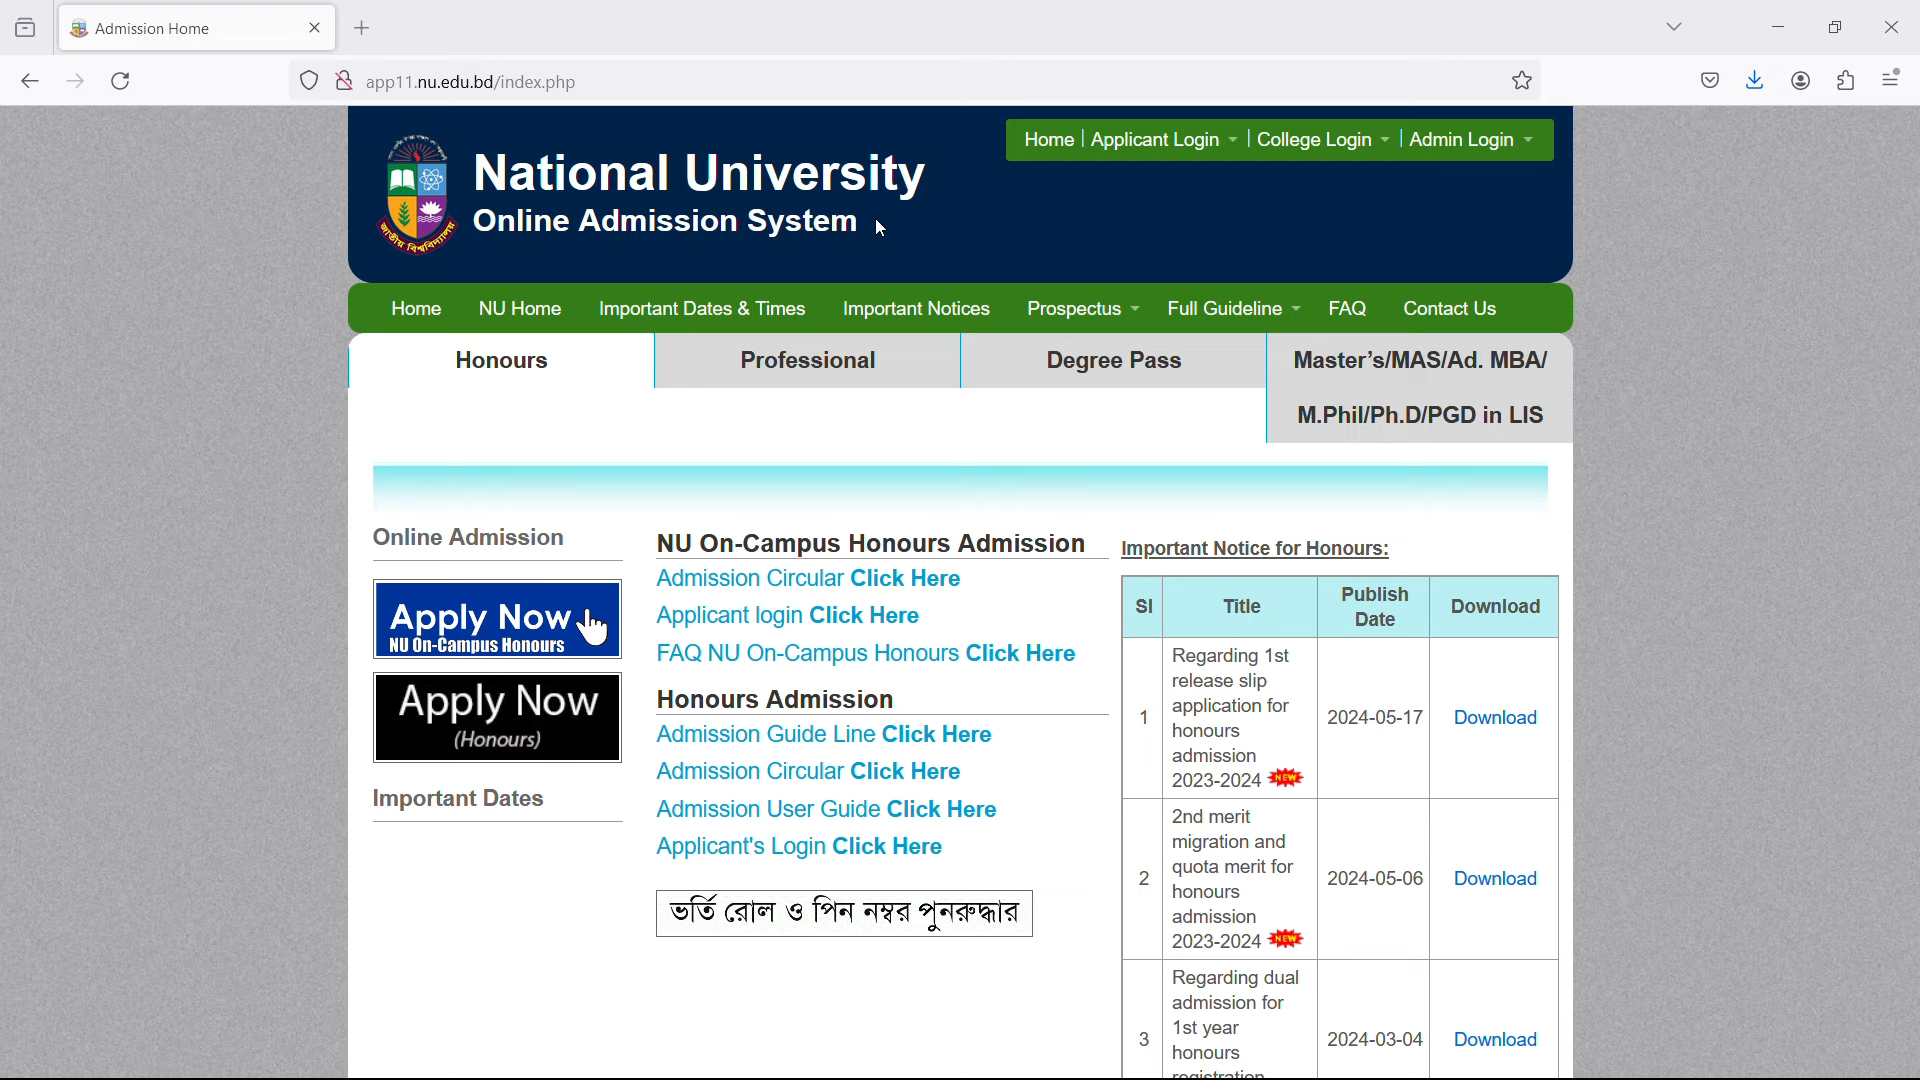 Admission Home
app11.nu.edu.bd/index.php
Home | Applicant Login | College Login | Admin Login
National University
Online Admission System
জাতীয় বিশ্ববিদ্যালয়
Home NU Home Important Dates & Times Important Notices Prospectus Full Guideline FAQ Contact Us
Honours Professional Degree Pass Master's/MAS/Ad. MBA/
M.Phil/Ph.D/PGD in LIS
Online Admission
Apply Now
NU On-Campus Honours
Apply Now
(Honours)
Important Dates
NU On-Campus Honours Admission
Admission Circular Click Here
Applicant login Click Here
FAQ NU On-Campus Honours Click Here
Honours Admission
Admission Guide Line Click Here
Admission Circular Click Here
Admission User Guide Click Here
Applicant's Login Click Here
ভর্তি রোল ও পিন নম্বর পুনরুদ্ধার
Important Notice for Honours:
Sl Title Publish Date Download
1 Regarding 1st
release slip
application for
honours
admission
2023-2024 NEW
2024-05-17 Download
2 2nd merit
migration and
quota merit for
honours
admission
2023-2024 NEW
2024-05-06 Download
3 Regarding dual
admission for
1st year
honours
registration
2024-03-04 Download